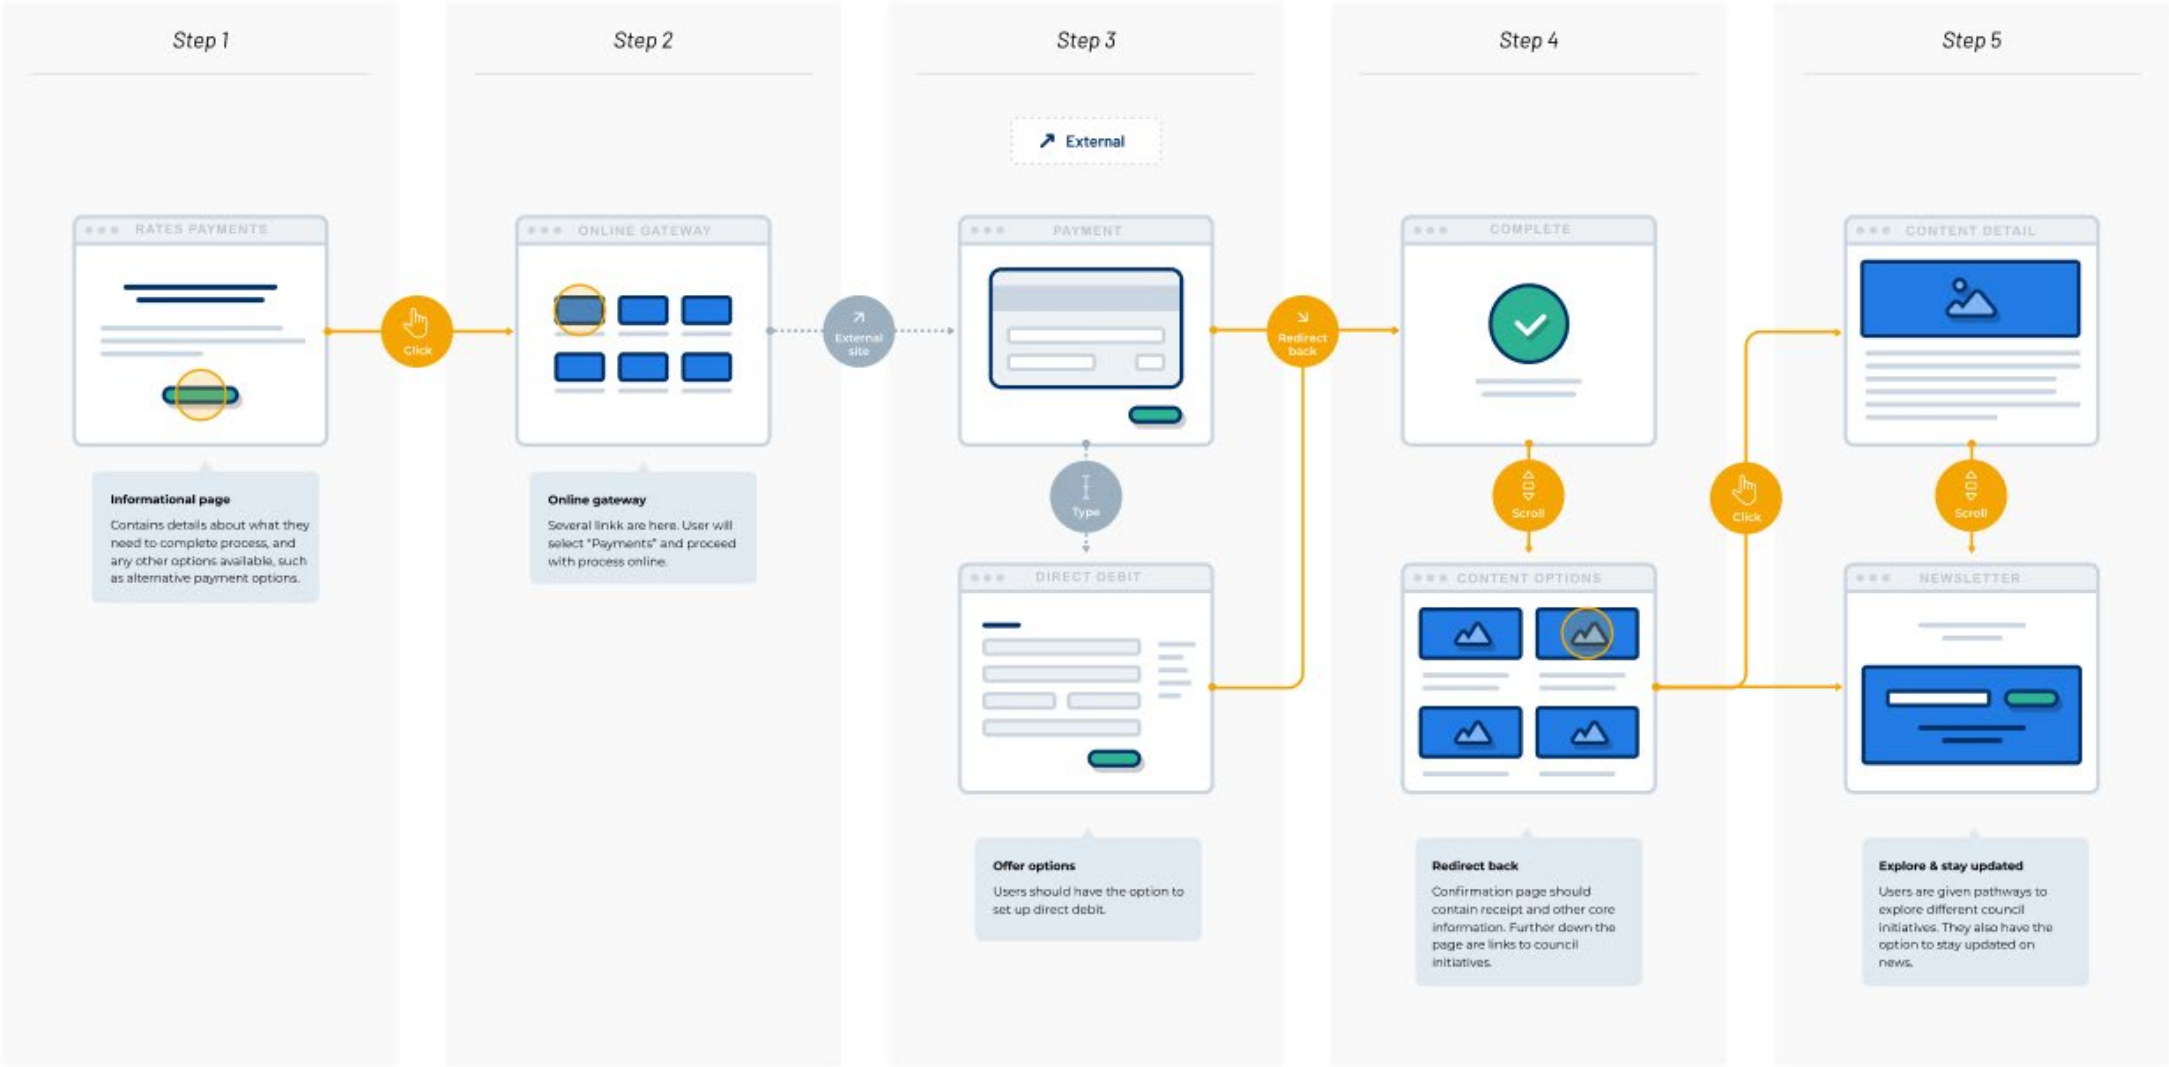 Step 1
Step 2
Step 3
Step 4
Step 5
External
RATES PAYMENTS
ONLINE GATEWAY
PAYMENT
COMPLETE
CONTENT DETAIL
Click
External
site
Redirect
back
Informational page
Contains details about what they
need to complete process, and
any other options available, such
as alternative payment options.
Online gateway
Several linkk are here. User will
select "Payments" and proceed
with process online.
Type
Scroll
Click
Scroll
DIRECT DEBIT
CONTENT OPTIONS
NEWSLETTER
Offer options
Users should have the option to
set up direct debit.
Redirect back
Confirmation page should
contain receipt and other core
information. Further down the
page are links to council
initiatives.
Explore & stay updated
Users are given pathways to
explore different council
initiatives. They also have the
option to stay updated on
news.